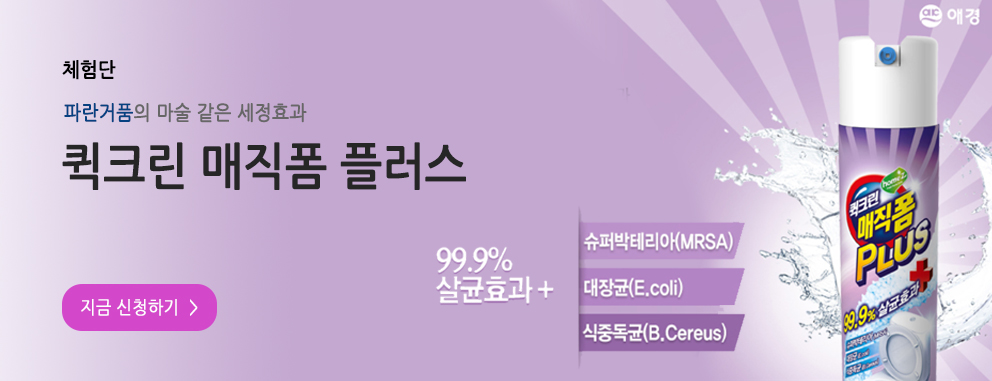 애경
체험단
파란거품의 마술 같은 세정효과
퀵크린 매직폼 플러스
99.9%
살균효과 +
슈퍼박테리아(MRSA)
대장균(E.coli)
식중독균(B.Cereus)
지금 신청하기 >
home
퀵크린
매직폼
PLUS
99.9% 살균효과